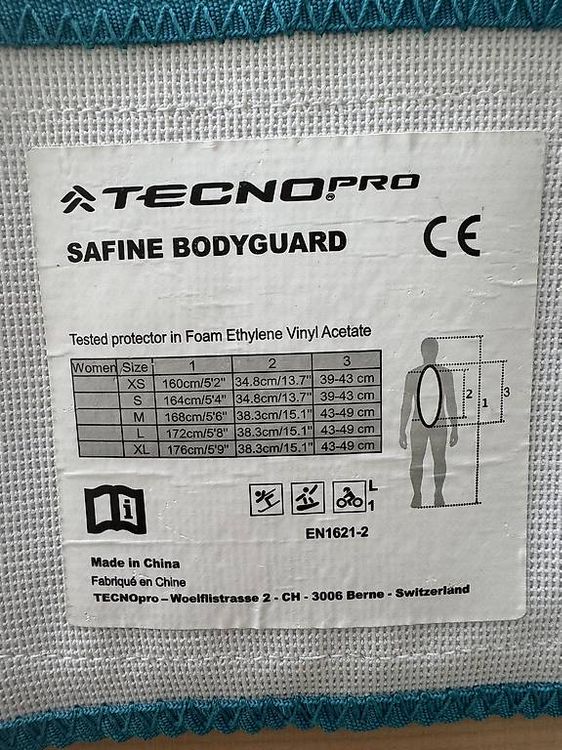 TECNOPRO®
SAFINE BODYGUARD
CE
Tested protector in Foam Ethylene Vinyl Acetate
Women Size 1 2 3
XS 160cm/5'2" 34.8cm/13.7" 39-43 cm
S 164cm/5'4" 34.8cm/13.7" 39-43 cm
M 168cm/5'6" 38.3cm/15.1" 43-49 cm
L 172cm/5'8" 38.3cm/15.1" 43-49 cm
XL 176cm/5'9" 38.3cm/15.1" 43-49 cm
2 1 3
i
L
1
EN1621-2
Made in China
Fabriqué en Chine
TECNOpro – Woelflistrasse 2 - CH - 3006 Berne - Switzerland